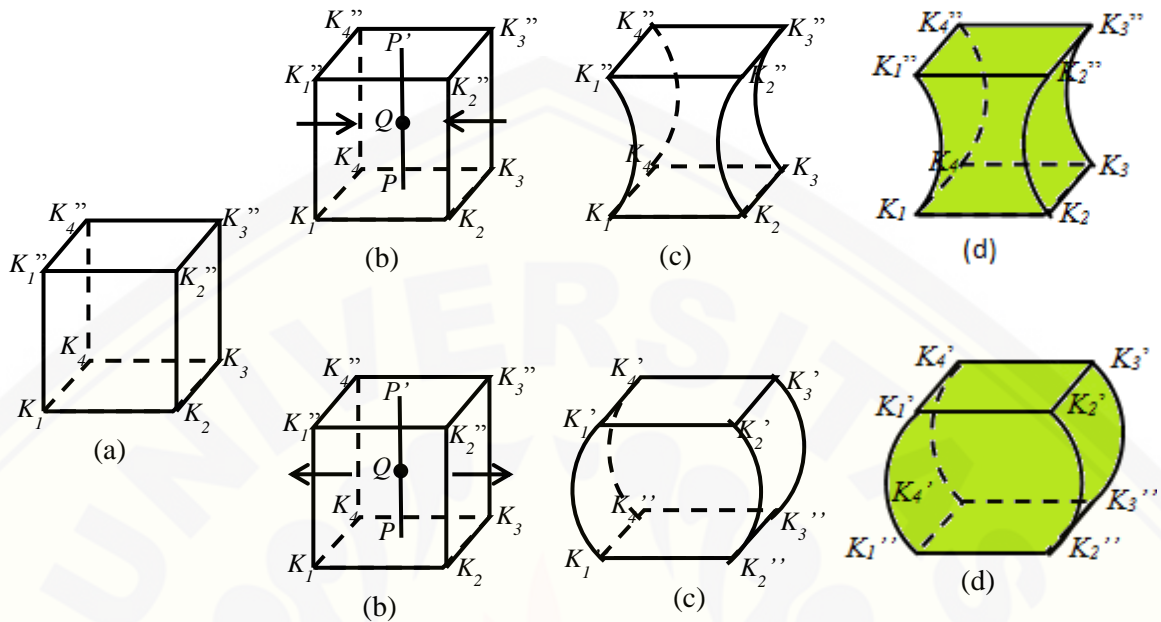 K4” K3”
K1” K2”
K4 K3
K1 K2
(a)
K4” P’ K3”
K1” K2”
Q
K4 P K3
K1 K2
(b)
K4” K3”
K1” K2”
K4 K3
K1 K2
(c)
K4” K3”
K1” K2”
K4 K3
K1 K2
(d)
K4” P’ K3”
K1” K2”
Q
K4 P K3
K1 K2
(b)
K4’ K3’
K1’ K2’
K4’’ K3’’
K1 K2’’
(c)
K4’ K3’
K1’ K2’
K4’ K3’’
K1’’ K2’’
(d)
UNIVERSITAS